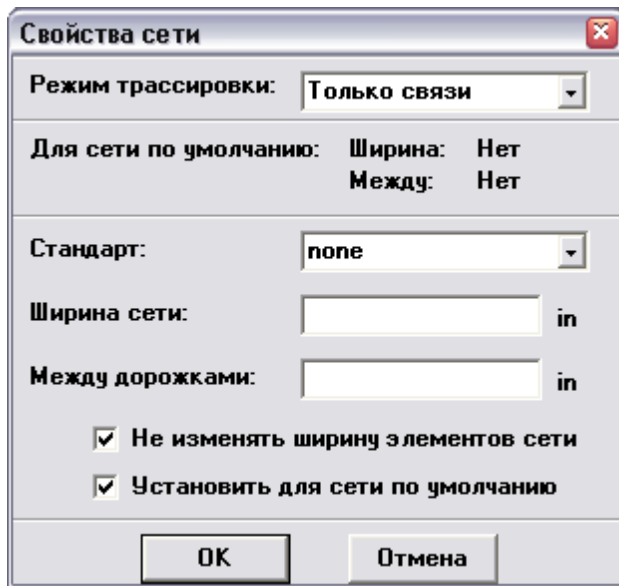 Свойства сети
Режим трассировки: Только связи
Для сети по умолчанию: Ширина: Нет
Между: Нет
Стандарт: none
Ширина сети: in
Между дорожками: in
Не изменять ширину элементов сети
Установить для сети по умолчанию
OK Отмена